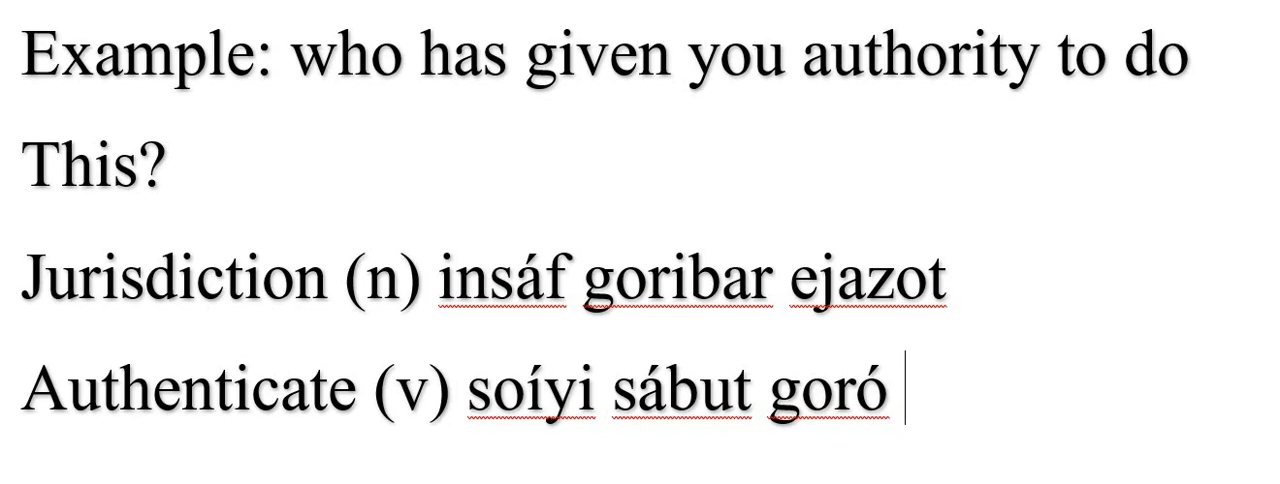 Example: who has given you authority to do
This?
Jurisdiction (n) insáf goribar ejazot
Authenticate (v) soíyi sábut goró